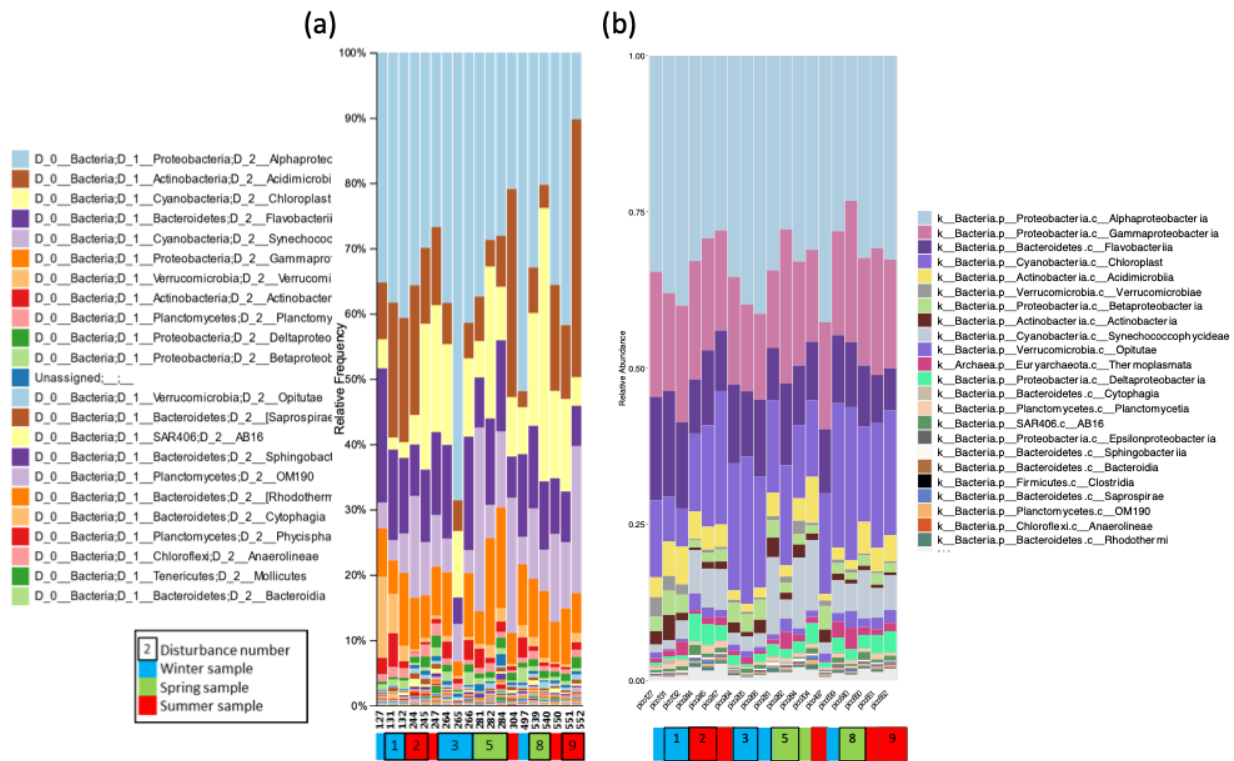 (a)
(b)
100%
90%
80%
70%
60%
50%
40%
30%
20%
10%
0%
Relative Frequency
D_0__Bacteria;D_1__Proteobacteria;D_2__Alphaproteo
D_0__Bacteria;D_1__Actinobacteria;D_2__Acidimicrobi
D_0__Bacteria;D_1__Cyanobacteria;D_2__Chloroplast
D_0__Bacteria;D_1__Bacteroidetes;D_2__Flavobacterii
D_0__Bacteria;D_1__Cyanobacteria;D_2__Synechococ
D_0__Bacteria;D_1__Proteobacteria;D_2__Gammaprot
D_0__Bacteria;D_1__Verrucomicrobia;D_2__Verrucomi
D_0__Bacteria;D_1__Actinobacteria;D_2__Actinobacter
D_0__Bacteria;D_1__Planctomycetes;D_2__Planctomy
D_0__Bacteria;D_1__Proteobacteria;D_2__Deltaproteo
D_0__Bacteria;D_1__Proteobacteria;D_2__Betaproteob
Unassigned;__;__
D_0__Bacteria;D_1__Verrucomicrobia;D_2__Opitutae
D_0__Bacteria;D_1__Bacteroidetes;D_2__[Saprospirae
D_0__Bacteria;D_1__SAR406;D_2__AB16
D_0__Bacteria;D_1__Bacteroidetes;D_2__Sphingobact
D_0__Bacteria;D_1__Planctomycetes;D_2__OM190
D_0__Bacteria;D_1__Bacteroidetes;D_2__[Rhodotherm
D_0__Bacteria;D_1__Bacteroidetes;D_2__Cytophagia
D_0__Bacteria;D_1__Planctomycetes;D_2__Phycispha
D_0__Bacteria;D_1__Chloroflexi;D_2__Anaerolineae
D_0__Bacteria;D_1__Tenericutes;D_2__Mollicutes
D_0__Bacteria;D_1__Bacteroidetes;D_2__Bacteroidia
2 Disturbance number
Winter sample
Spring sample
Summer sample
127 131 132 244 245 247 264 265 266 281 282 284 304 497 539 540 550 551 552
1 2 3 5 8 9
1.00
0.75
0.50
0.25
0.00
Relative Abundance
1 2 3 5 8 9
k__Bacteria.p__Proteobacteria.c__Alphaproteobacteria
k__Bacteria.p__Proteobacteria.c__Gammaproteobacteria
k__Bacteria.p__Bacteroidetes.c__Flavobacteriia
k__Bacteria.p__Cyanobacteria.c__Chloroplast
k__Bacteria.p__Actinobacteria.c__Acidimicrobiia
k__Bacteria.p__Verrucomicrobia.c__Verrucomicrobiae
k__Bacteria.p__Proteobacteria.c__Betaproteobacteria
k__Bacteria.p__Actinobacteria.c__Actinobacteria
k__Bacteria.p__Cyanobacteria.c__Synechococcophycideae
k__Bacteria.p__Verrucomicrobia.c__Opitutae
k__Archaea.p__Euryarchaeota.c__Thermoplasmata
k__Bacteria.p__Proteobacteria.c__Deltaproteobacteria
k__Bacteria.p__Bacteroidetes.c__Cytophagia
k__Bacteria.p__Planctomycetes.c__Planctomycetia
k__Bacteria.p__SAR406.c__AB16
k__Bacteria.p__Proteobacteria.c__Epsilonproteobacteria
k__Bacteria.p__Bacteroidetes.c__Sphingobacteriia
k__Bacteria.p__Bacteroidetes.c__Bacteroidia
k__Bacteria.p__Firmicutes.c__Clostridia
k__Bacteria.p__Bacteroidetes.c__Saprospirae
k__Bacteria.p__Planctomycetes.c__OM190
k__Bacteria.p__Chloroflexi.c__Anaerolineae
k__Bacteria.p__Bacteroidetes.c__Rhodothermi